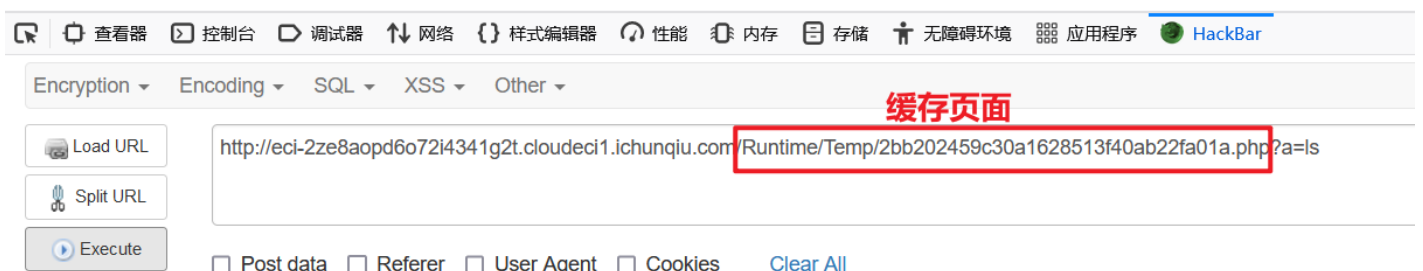 查看器 控制台 调试器 网络 {} 样式编辑器 性能 内存 存储 无障碍环境 应用程序 HackBar
Encryption Encoding SQL XSS Other
缓存页面
Load URL http://eci-2ze8aopd6o72i4341g2t.cloudeci1.ichunqiu.com/Runtime/Temp/2bb202459c30a1628513f40ab22fa01a.php?a=ls
Split URL
Execute
Post data Referer User Agent Cookies Clear All